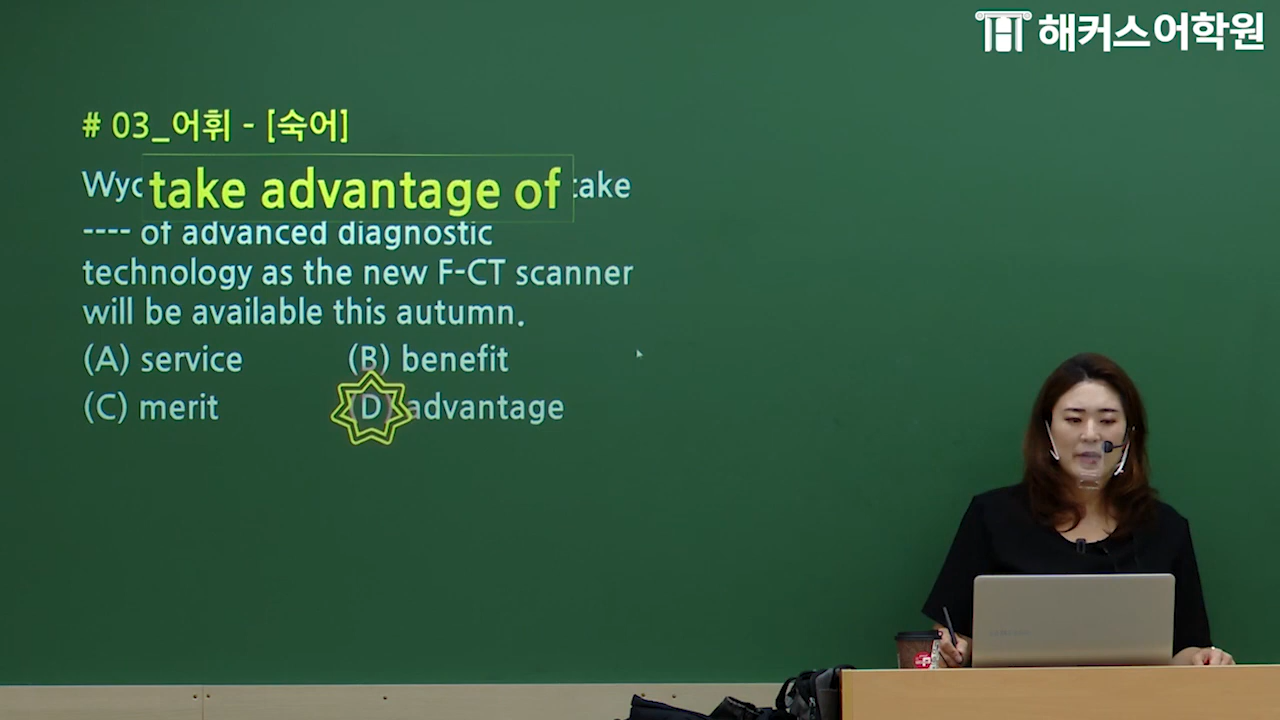 해커스어학원
# 03_어휘 - [숙어]
take advantage of
take
---- of advanced diagnostic
technology as the new F-CT scanner
will be available this autumn.
(A) service (B) benefit
(C) merit (D) advantage